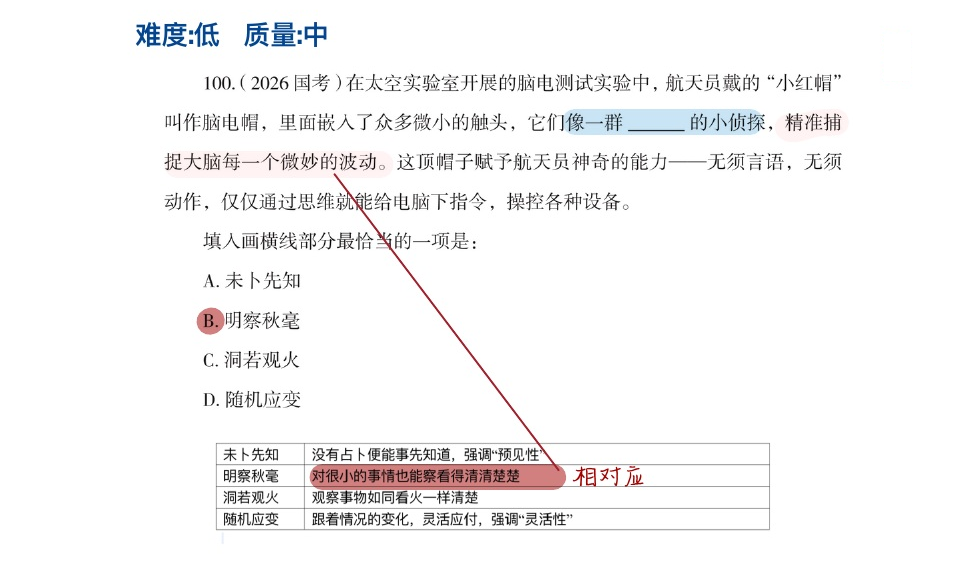 难度:低 质量:中
100.（2026 国考）在太空实验室开展的脑电测试实验中，航天员戴的“小红帽”
叫作脑电帽，里面嵌入了众多微小的触头，它们像一群 ______ 的小侦探，精准捕
捉大脑每一个微妙的波动。这顶帽子赋予航天员神奇的能力——无须言语，无须
动作，仅仅通过思维就能给电脑下指令，操控各种设备。
填入画横线部分最恰当的一项是：
A. 未卜先知
B. 明察秋毫
C. 洞若观火
D. 随机应变
未卜先知 没有占卜便能事先知道，强调“预见性”
明察秋毫 对很小的事情也能察看得清清楚楚 相对应
洞若观火 观察事物如同看火一样清楚
随机应变 跟着情况的变化，灵活应付，强调“灵活性”